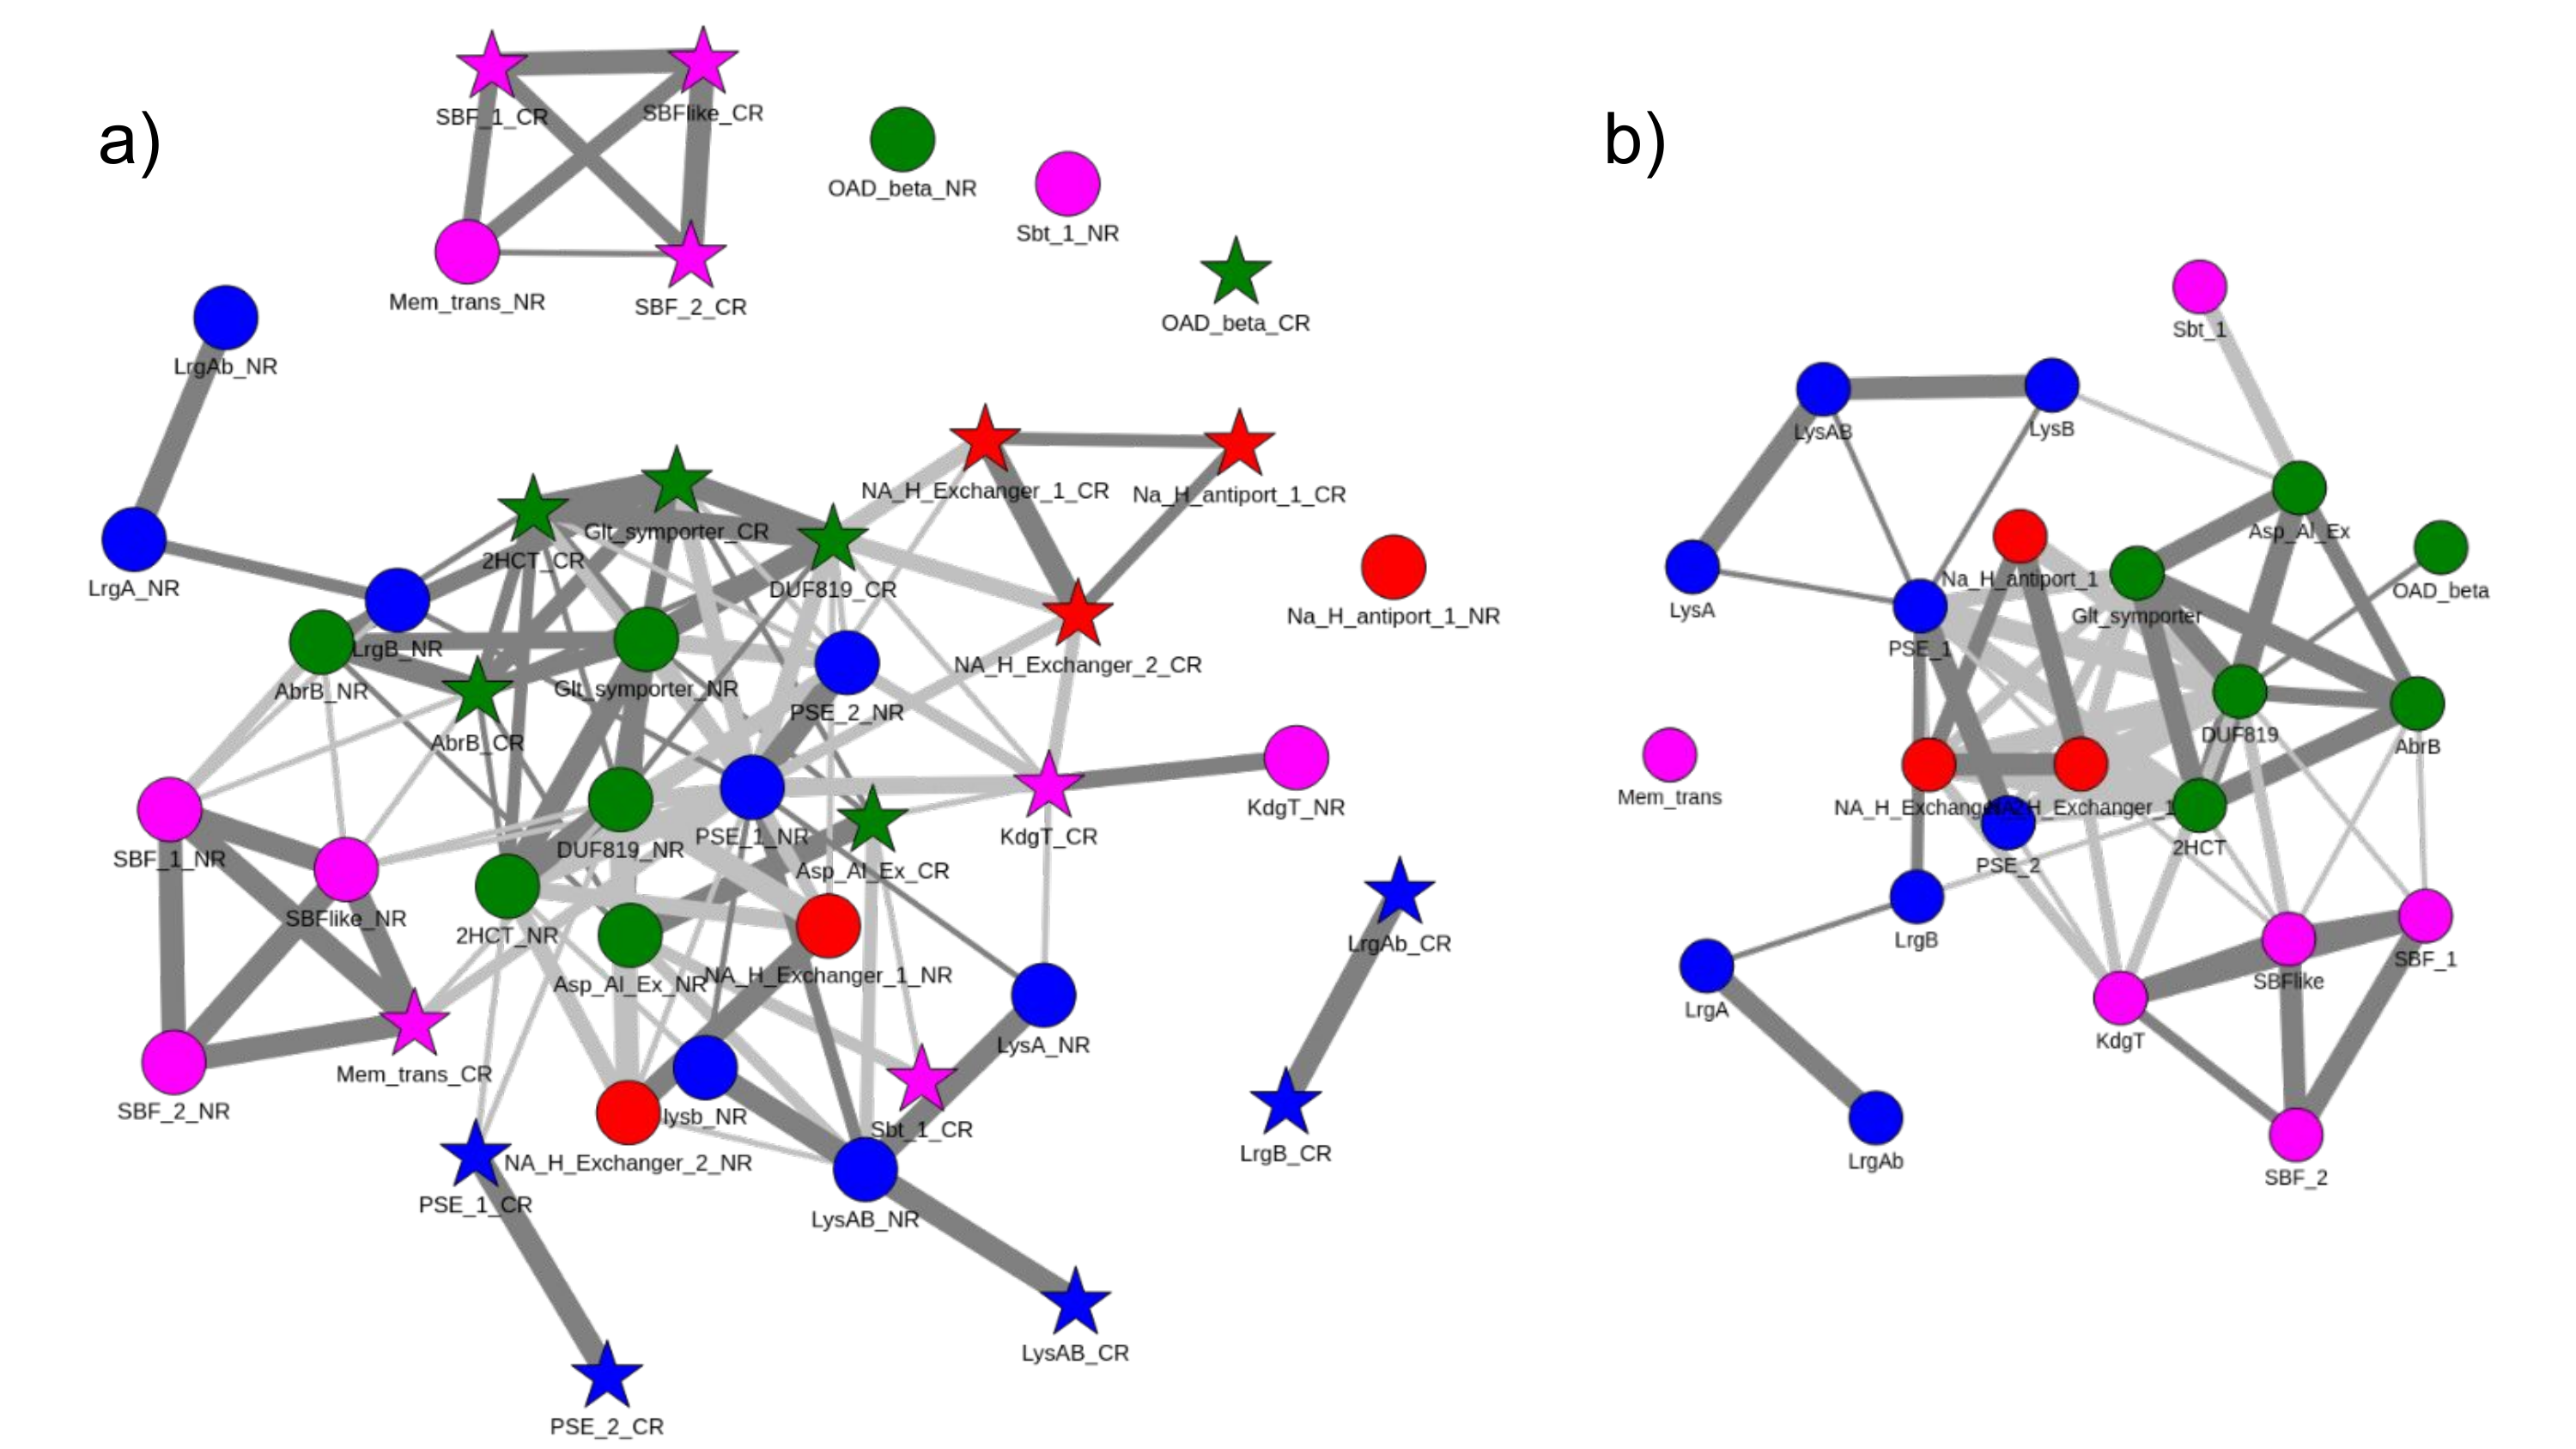 a)
SBF_1_CR
SBFlike_CR
OAD_beta_NR
Sbt_1_NR
Mem_trans_NR
SBF_2_CR
OAD_beta_CR
LrgAb_NR
NA_H_Exchanger_1_CR
Na_H_antiport_1_CR
Glt_symporter_CR
2HCT_CR
DUF819_CR
LrgA_NR
Na_H_antiport_1_NR
LrgB_NR
NA_H_Exchanger_2_CR
AbrB_NR
Glt_symporter_NR
PSE_2_NR
AbrB_CR
KdgT_NR
PSE_1_NR
KdgT_CR
DUF819_NR
SBF_1_NR
Asp_Al_Ex_CR
SBFlike_NR
2HCT_NR
LrgAb_CR
NA_H_Exchanger_1_NR
Asp_Al_Ex_NR
LysA_NR
Mem_trans_CR
SBF_2_NR
lysb_NR
Sbt_1_CR
LrgB_CR
NA_H_Exchanger_2_NR
PSE_1_CR
LysAB_NR
LysAB_CR
PSE_2_CR
b)
Sbt_1
LysAB
LysB
Asp_Al_Ex
Na_H_antiport_1
OAD_beta
LysA
Glt_symporter
PSE_1
DUF819
AbrB
Mem_trans
H_Exchanger_1
2HCT
PSE_2
LrgB
SBF_1
SBFlike
LrgA
KdgT
LrgAb
SBF_2